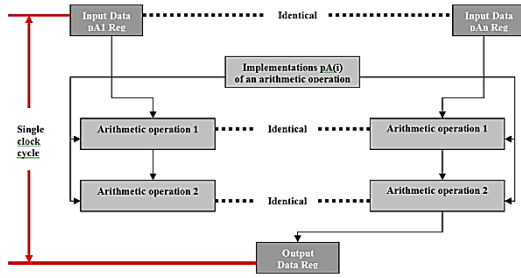 Input Data
pA1 Reg
Identical
Input Data
pAn Reg
Implementations pA(i)
of an arithmetic operation
Single
clock
cycle
Arithmetic operation 1
Identical
Arithmetic operation 1
Arithmetic operation 2
Identical
Arithmetic operation 2
Output
Data Reg